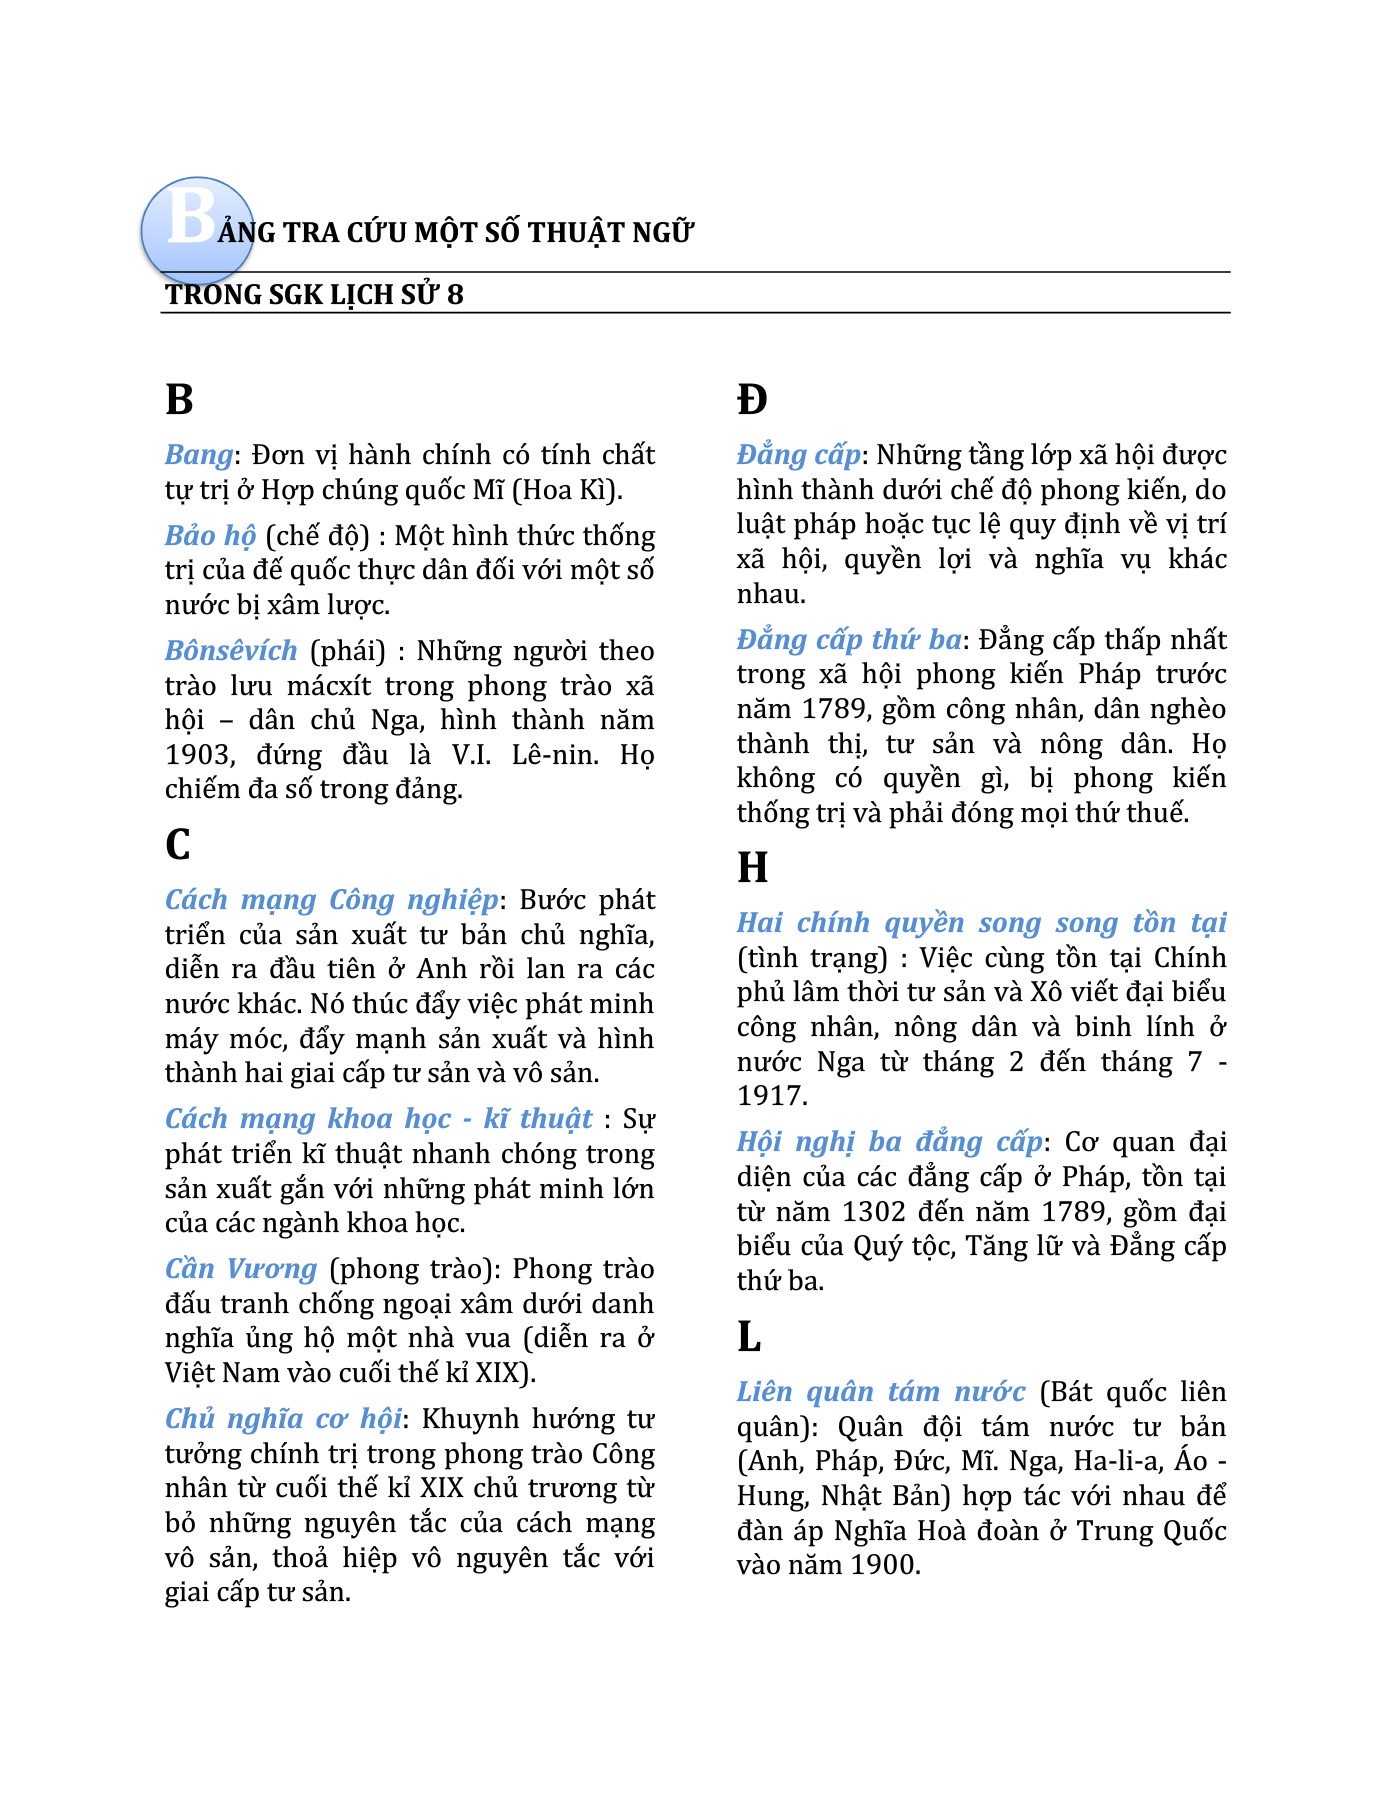 BẢNG TRA CỨU MỘT SỐ THUẬT NGỮ
TRONG SGK LỊCH SỬ 8
B
Bang: Đơn vị hành chính có tính chất
tự trị ở Hợp chúng quốc Mĩ (Hoa Kì).
Bảo hộ (chế độ) : Một hình thức thống
trị của đế quốc thực dân đối với một số
nước bị xâm lược.
Bônsêvích (phái) : Những người theo
trào lưu mácxít trong phong trào xã
hội – dân chủ Nga, hình thành năm
1903, đứng đầu là V.I. Lê-nin. Họ
chiếm đa số trong đảng.
C
Cách mạng Công nghiệp: Bước phát
triển của sản xuất tư bản chủ nghĩa,
diễn ra đầu tiên ở Anh rồi lan ra các
nước khác. Nó thúc đẩy việc phát minh
máy móc, đẩy mạnh sản xuất và hình
thành hai giai cấp tư sản và vô sản.
Cách mạng khoa học - kĩ thuật : Sự
phát triển kĩ thuật nhanh chóng trong
sản xuất gắn với những phát minh lớn
của các ngành khoa học.
Cần Vương (phong trào): Phong trào
đấu tranh chống ngoại xâm dưới danh
nghĩa ủng hộ một nhà vua (diễn ra ở
Việt Nam vào cuối thế kỉ XIX).
Chủ nghĩa cơ hội: Khuynh hướng tư
tưởng chính trị trong phong trào Công
nhân từ cuối thế kỉ XIX chủ trương từ
bỏ những nguyên tắc của cách mạng
vô sản, thoả hiệp vô nguyên tắc với
giai cấp tư sản.
Đ
Đẳng cấp: Những tầng lớp xã hội được
hình thành dưới chế độ phong kiến, do
luật pháp hoặc tục lệ quy định về vị trí
xã hội, quyền lợi và nghĩa vụ khác
nhau.
Đẳng cấp thứ ba: Đẳng cấp thấp nhất
trong xã hội phong kiến Pháp trước
năm 1789, gồm công nhân, dân nghèo
thành thị, tư sản và nông dân. Họ
không có quyền gì, bị phong kiến
thống trị và phải đóng mọi thứ thuế.
H
Hai chính quyền song song tồn tại
(tình trạng) : Việc cùng tồn tại Chính
phủ lâm thời tư sản và Xô viết đại biểu
công nhân, nông dân và binh lính ở
nước Nga từ tháng 2 đến tháng 7 -
1917.
Hội nghị ba đẳng cấp: Cơ quan đại
diện của các đẳng cấp ở Pháp, tồn tại
từ năm 1302 đến năm 1789, gồm đại
biểu của Quý tộc, Tăng lữ và Đẳng cấp
thứ ba.
L
Liên quân tám nước (Bát quốc liên
quân): Quân đội tám nước tư bản
(Anh, Pháp, Đức, Mĩ. Nga, Ha-li-a, Áo -
Hung, Nhật Bản) hợp tác với nhau để
đàn áp Nghĩa Hoà đoàn ở Trung Quốc
vào năm 1900.